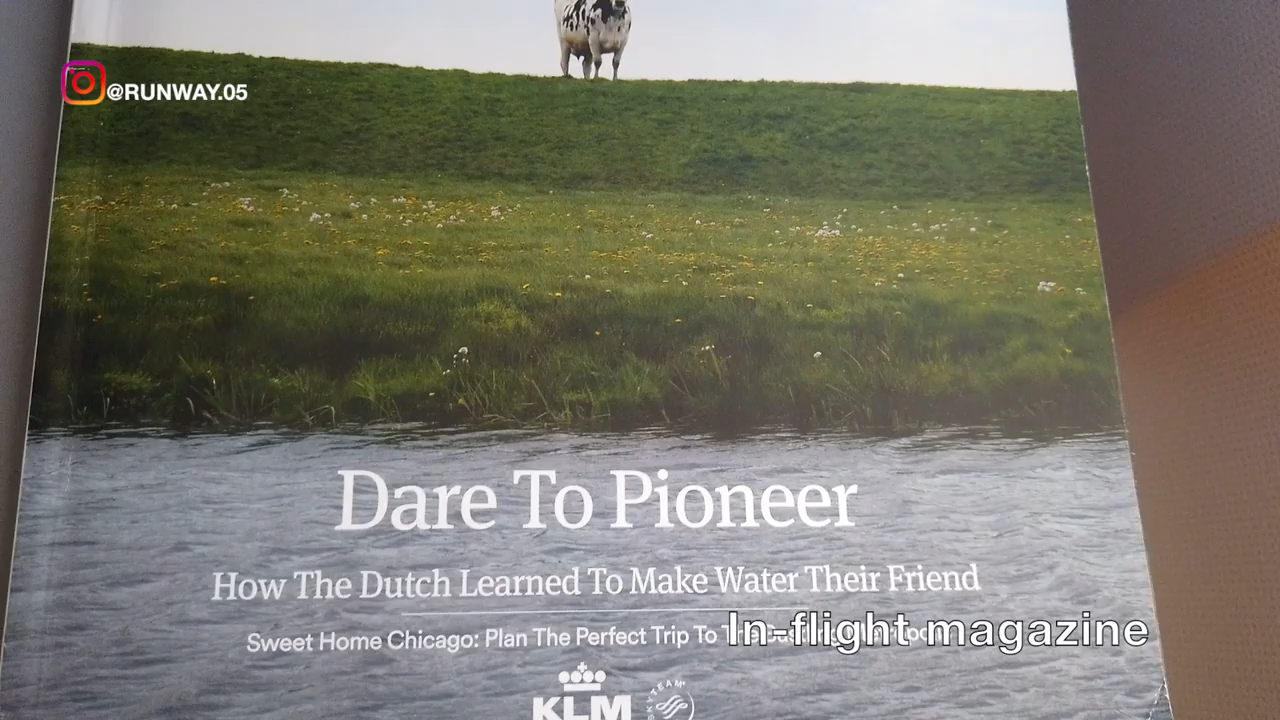 @RUNWAY.05
Dare To Pioneer
How The Dutch Learned To Make Water Their Friend
Sweet Home Chicago: Plan The Perfect Trip To
In-flight magazine
KLM
SKYTEAM